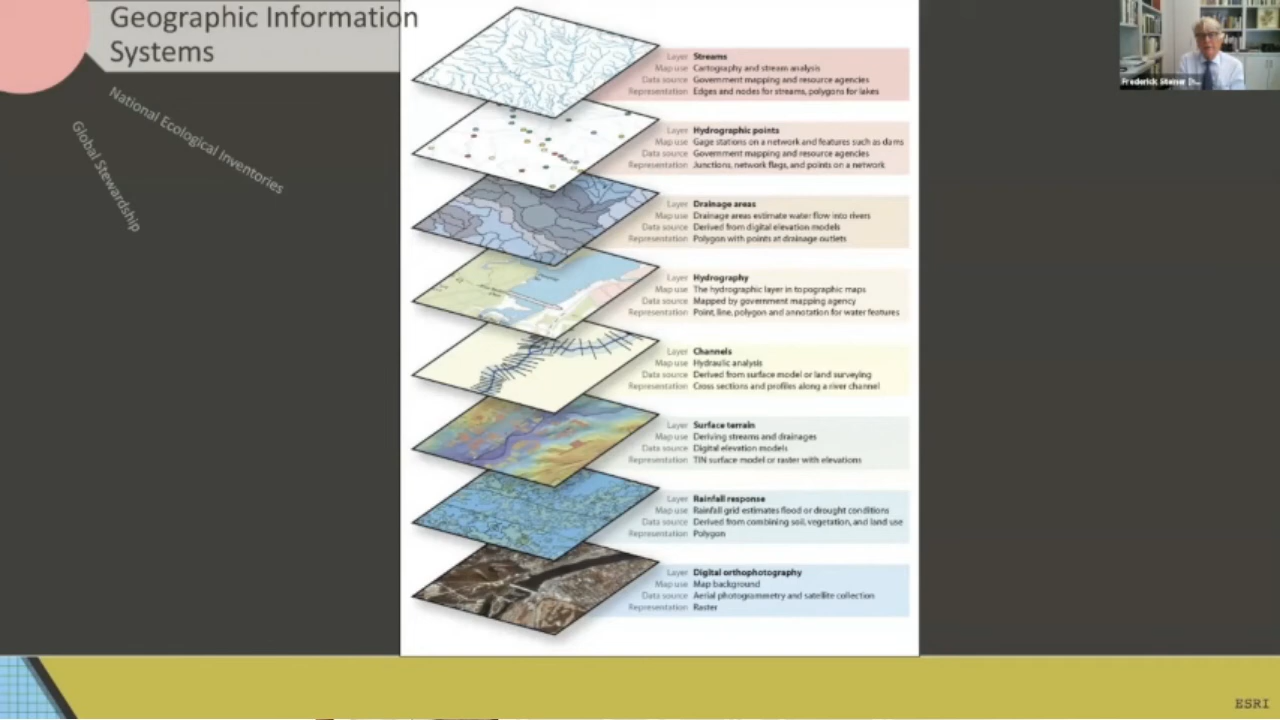 Geographic Information
Systems
National Ecological Inventories
Global Stewardship
Layer Streams
Map use Cartography and stream analysis
Data source Government mapping and resource agencies
Representation Edges and nodes for streams, polygons for lakes
Layer Hydrographic points
Map use Gage stations on a network and features such as dams
Data source Government mapping and resource agencies
Representation Junctions, network flags, and points on a network
Layer Drainage areas
Map use Drainage areas estimate water flow into rivers
Data source Derived from digital elevation models
Representation Polygon with points at drainage outlets
Layer Hydrography
Map use The hydrographic layer in topographic maps
Data source Mapped by government mapping agency
Representation Point, line, polygon and annotation for water features
Layer Channels
Map use Hydraulic analysis
Data source Derived from surface model or land surveying
Representation Cross sections and profiles along a river channel
Layer Surface terrain
Map use Deriving streams and drainages
Data source Digital elevation models
Representation TIN surface model or raster with elevations
Layer Rainfall response
Map use Rainfall grid estimates flood or drought conditions
Data source Derived from combining soil, vegetation, and land use
Representation Polygon
Layer Digital orthophotography
Map use Map background
Data source Aerial photogrammetry and satellite collection
Representation Raster
Frederick Steiner
ESRI